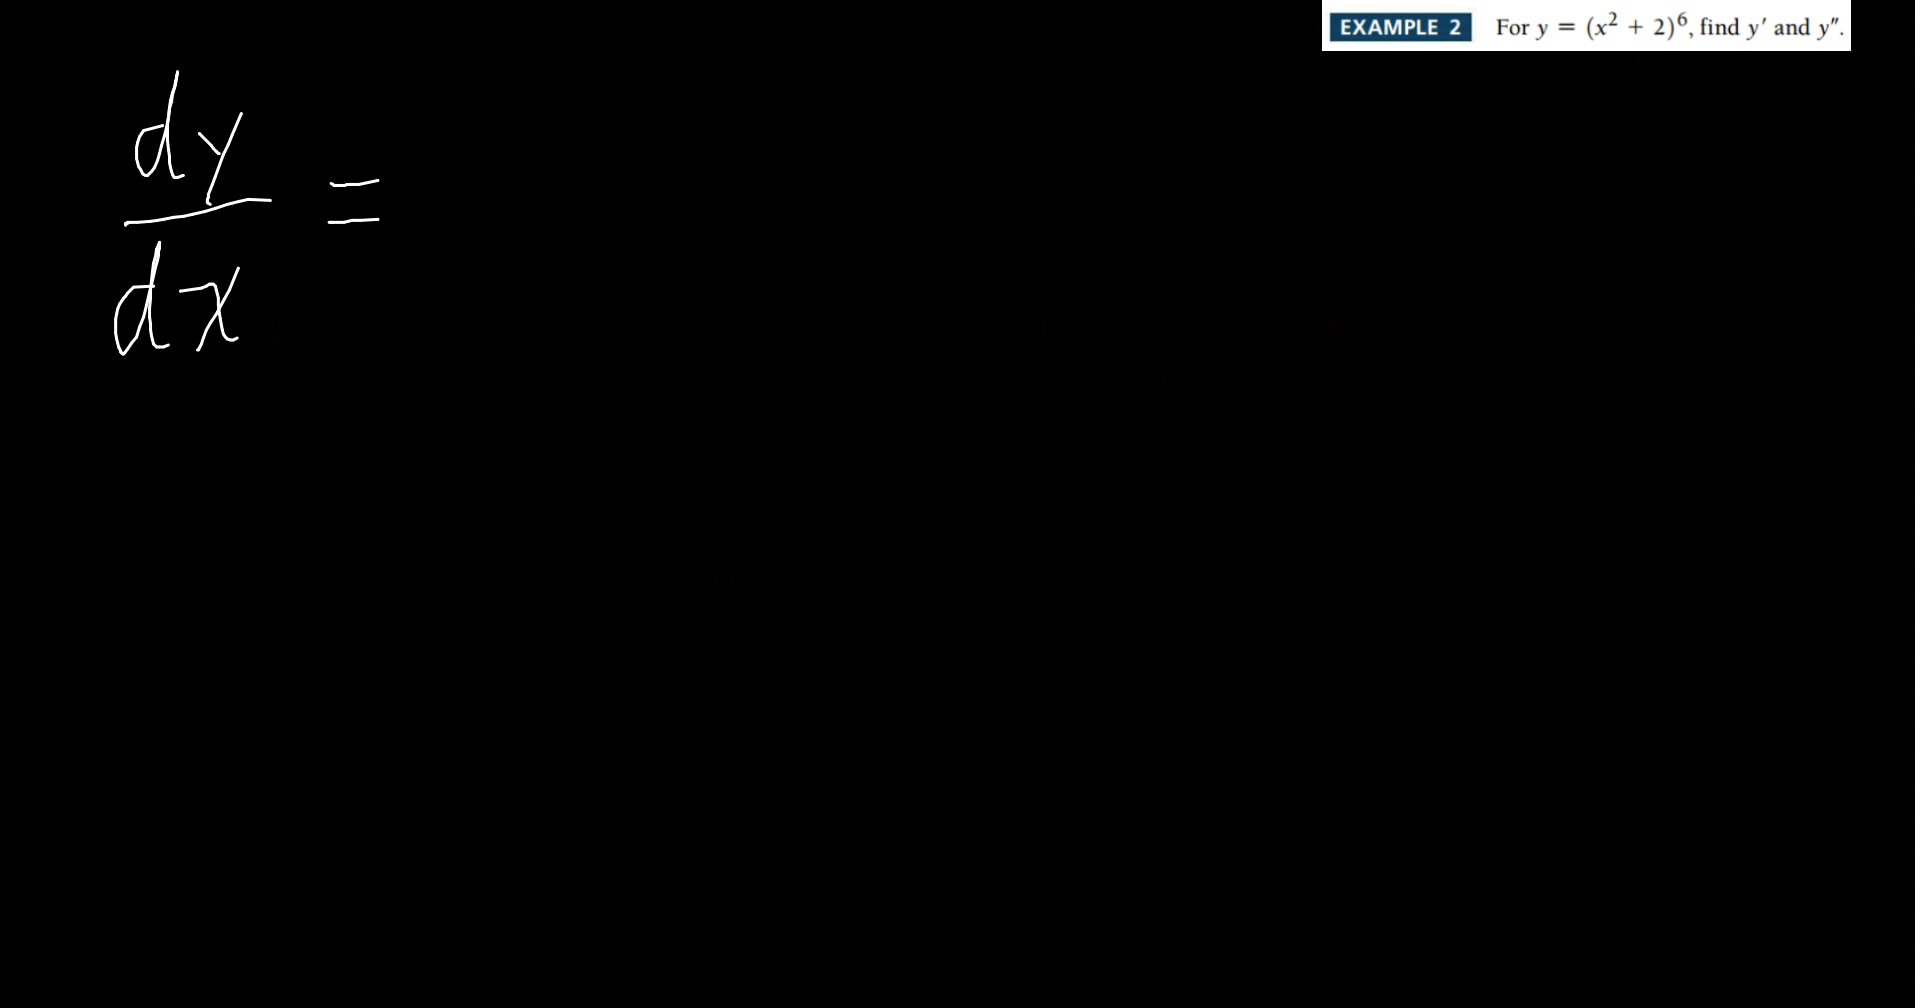 EXAMPLE 2 For y = (x² + 2)⁶, find y′ and y″.
dy
— =
dx